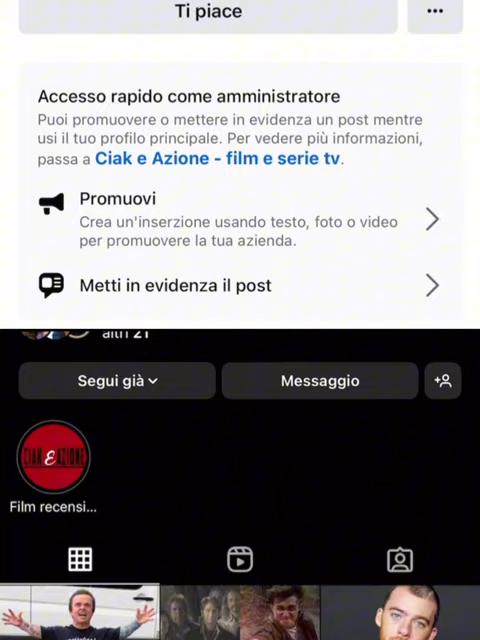 Ti piace
Accesso rapido come amministratore
Puoi promuovere o mettere in evidenza un post mentre
usi il tuo profilo principale. Per vedere più informazioni,
passa a Ciak e Azione - film e serie tv.
Promuovi
Crea un'inserzione usando testo, foto o video
per promuovere la tua azienda.
Metti in evidenza il post
altri 21
Segui già
Messaggio
CIAK E AZIONE
Film recensi...